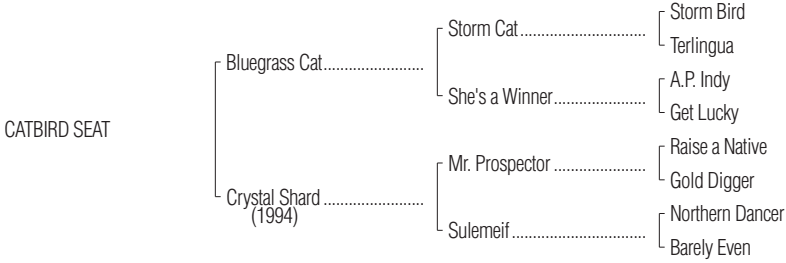 Storm Bird
Storm Cat..............................
Terlingua
Bluegrass Cat........................
A.P. Indy
She's a Winner......................
Get Lucky
CATBIRD SEAT
Raise a Native
Mr. Prospector ......................
Gold Digger
Crystal Shard ........................
(1994)
Northern Dancer
Sulemeif................................
Barely Even